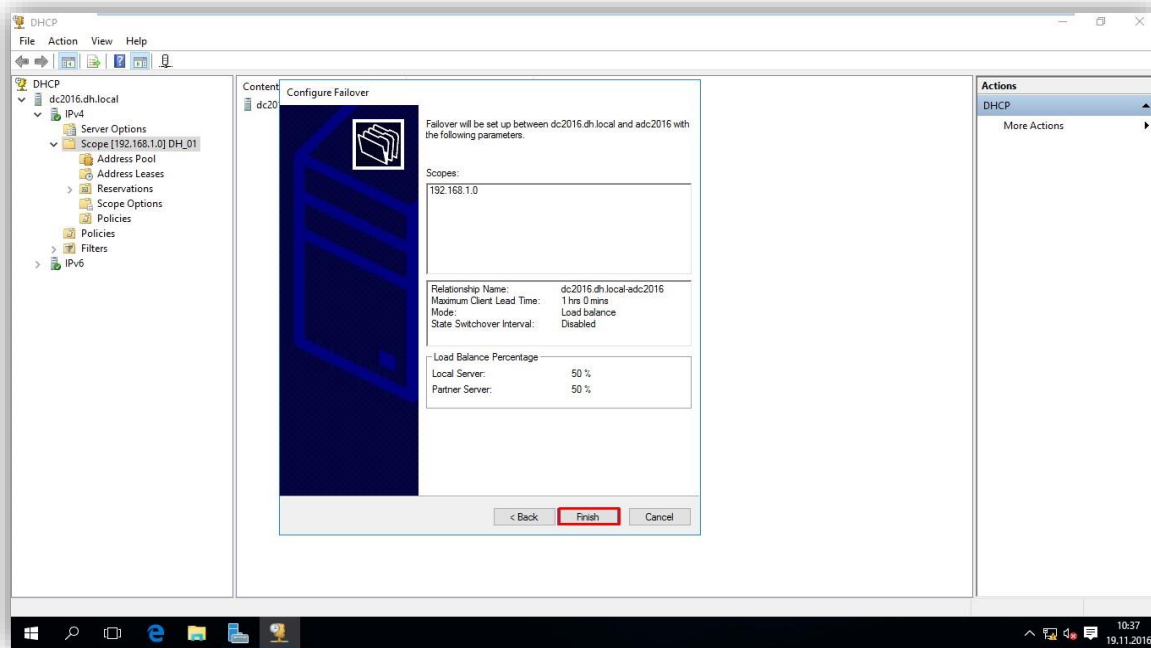 DHCP
File Action View Help
DHCP
dc2016.dh.local
IPv4
Server Options
Scope [192.168.1.0] DH_01
Address Pool
Address Leases
Reservations
Scope Options
Policies
Policies
Filters
IPv6
Content
dc20
Configure Failover
Failover will be set up between dc2016.dh.local and adc2016 with
the following parameters.
Scopes:
192.168.1.0
Relationship Name: dc2016.dh.local-adc2016
Maximum Client Lead Time: 1 hrs 0 mins
Mode: Load balance
State Switchover Interval: Disabled
Load Balance Percentage
Local Server: 50 %
Partner Server: 50 %
< Back Finish Cancel
Actions
DHCP
More Actions
10:37
19.11.2016